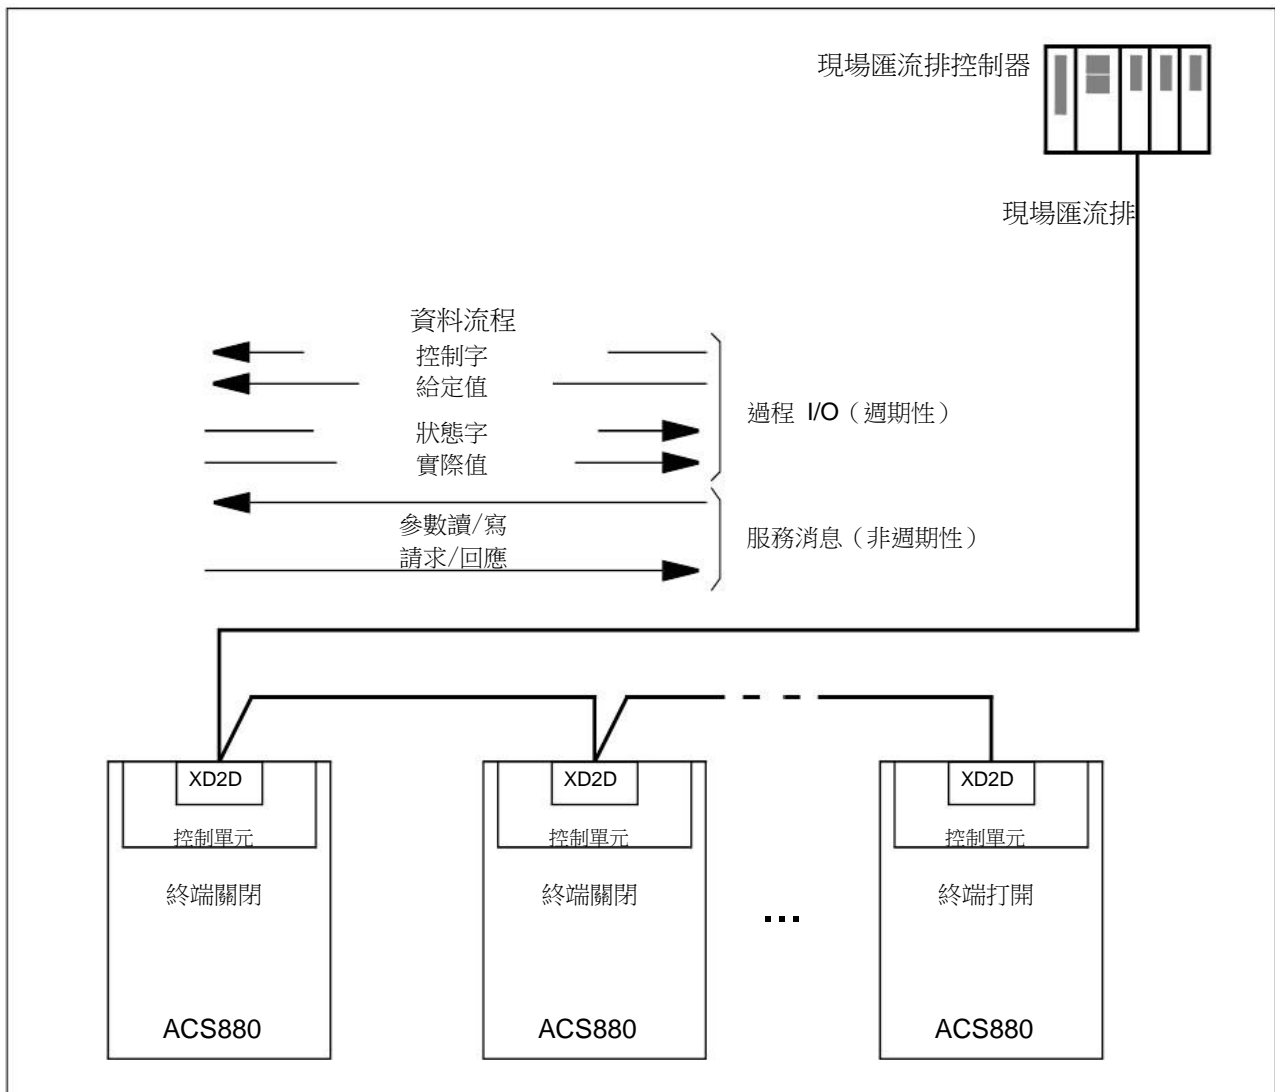 現場匯流排控制器
現場匯流排
資料流程
控制字
給定值
過程 I/O（週期性）
狀態字
實際值
參數讀/寫
服務消息（非週期性）
請求/回應
XD2D
XD2D
XD2D
控制單元
控制單元
控制單元
終端關閉
終端關閉
終端打開
...
ACS880
ACS880
ACS880